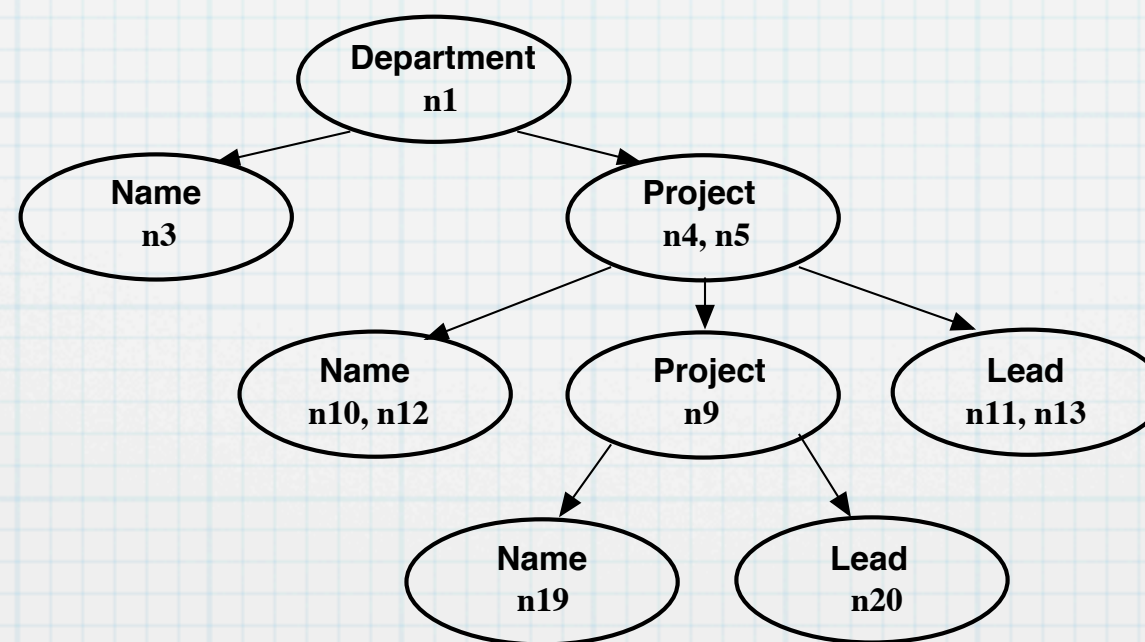 Department
n1
Name
n3
Project
n4, n5
Name
n10, n12
Project
n9
Lead
n11, n13
Name
n19
Lead
n20